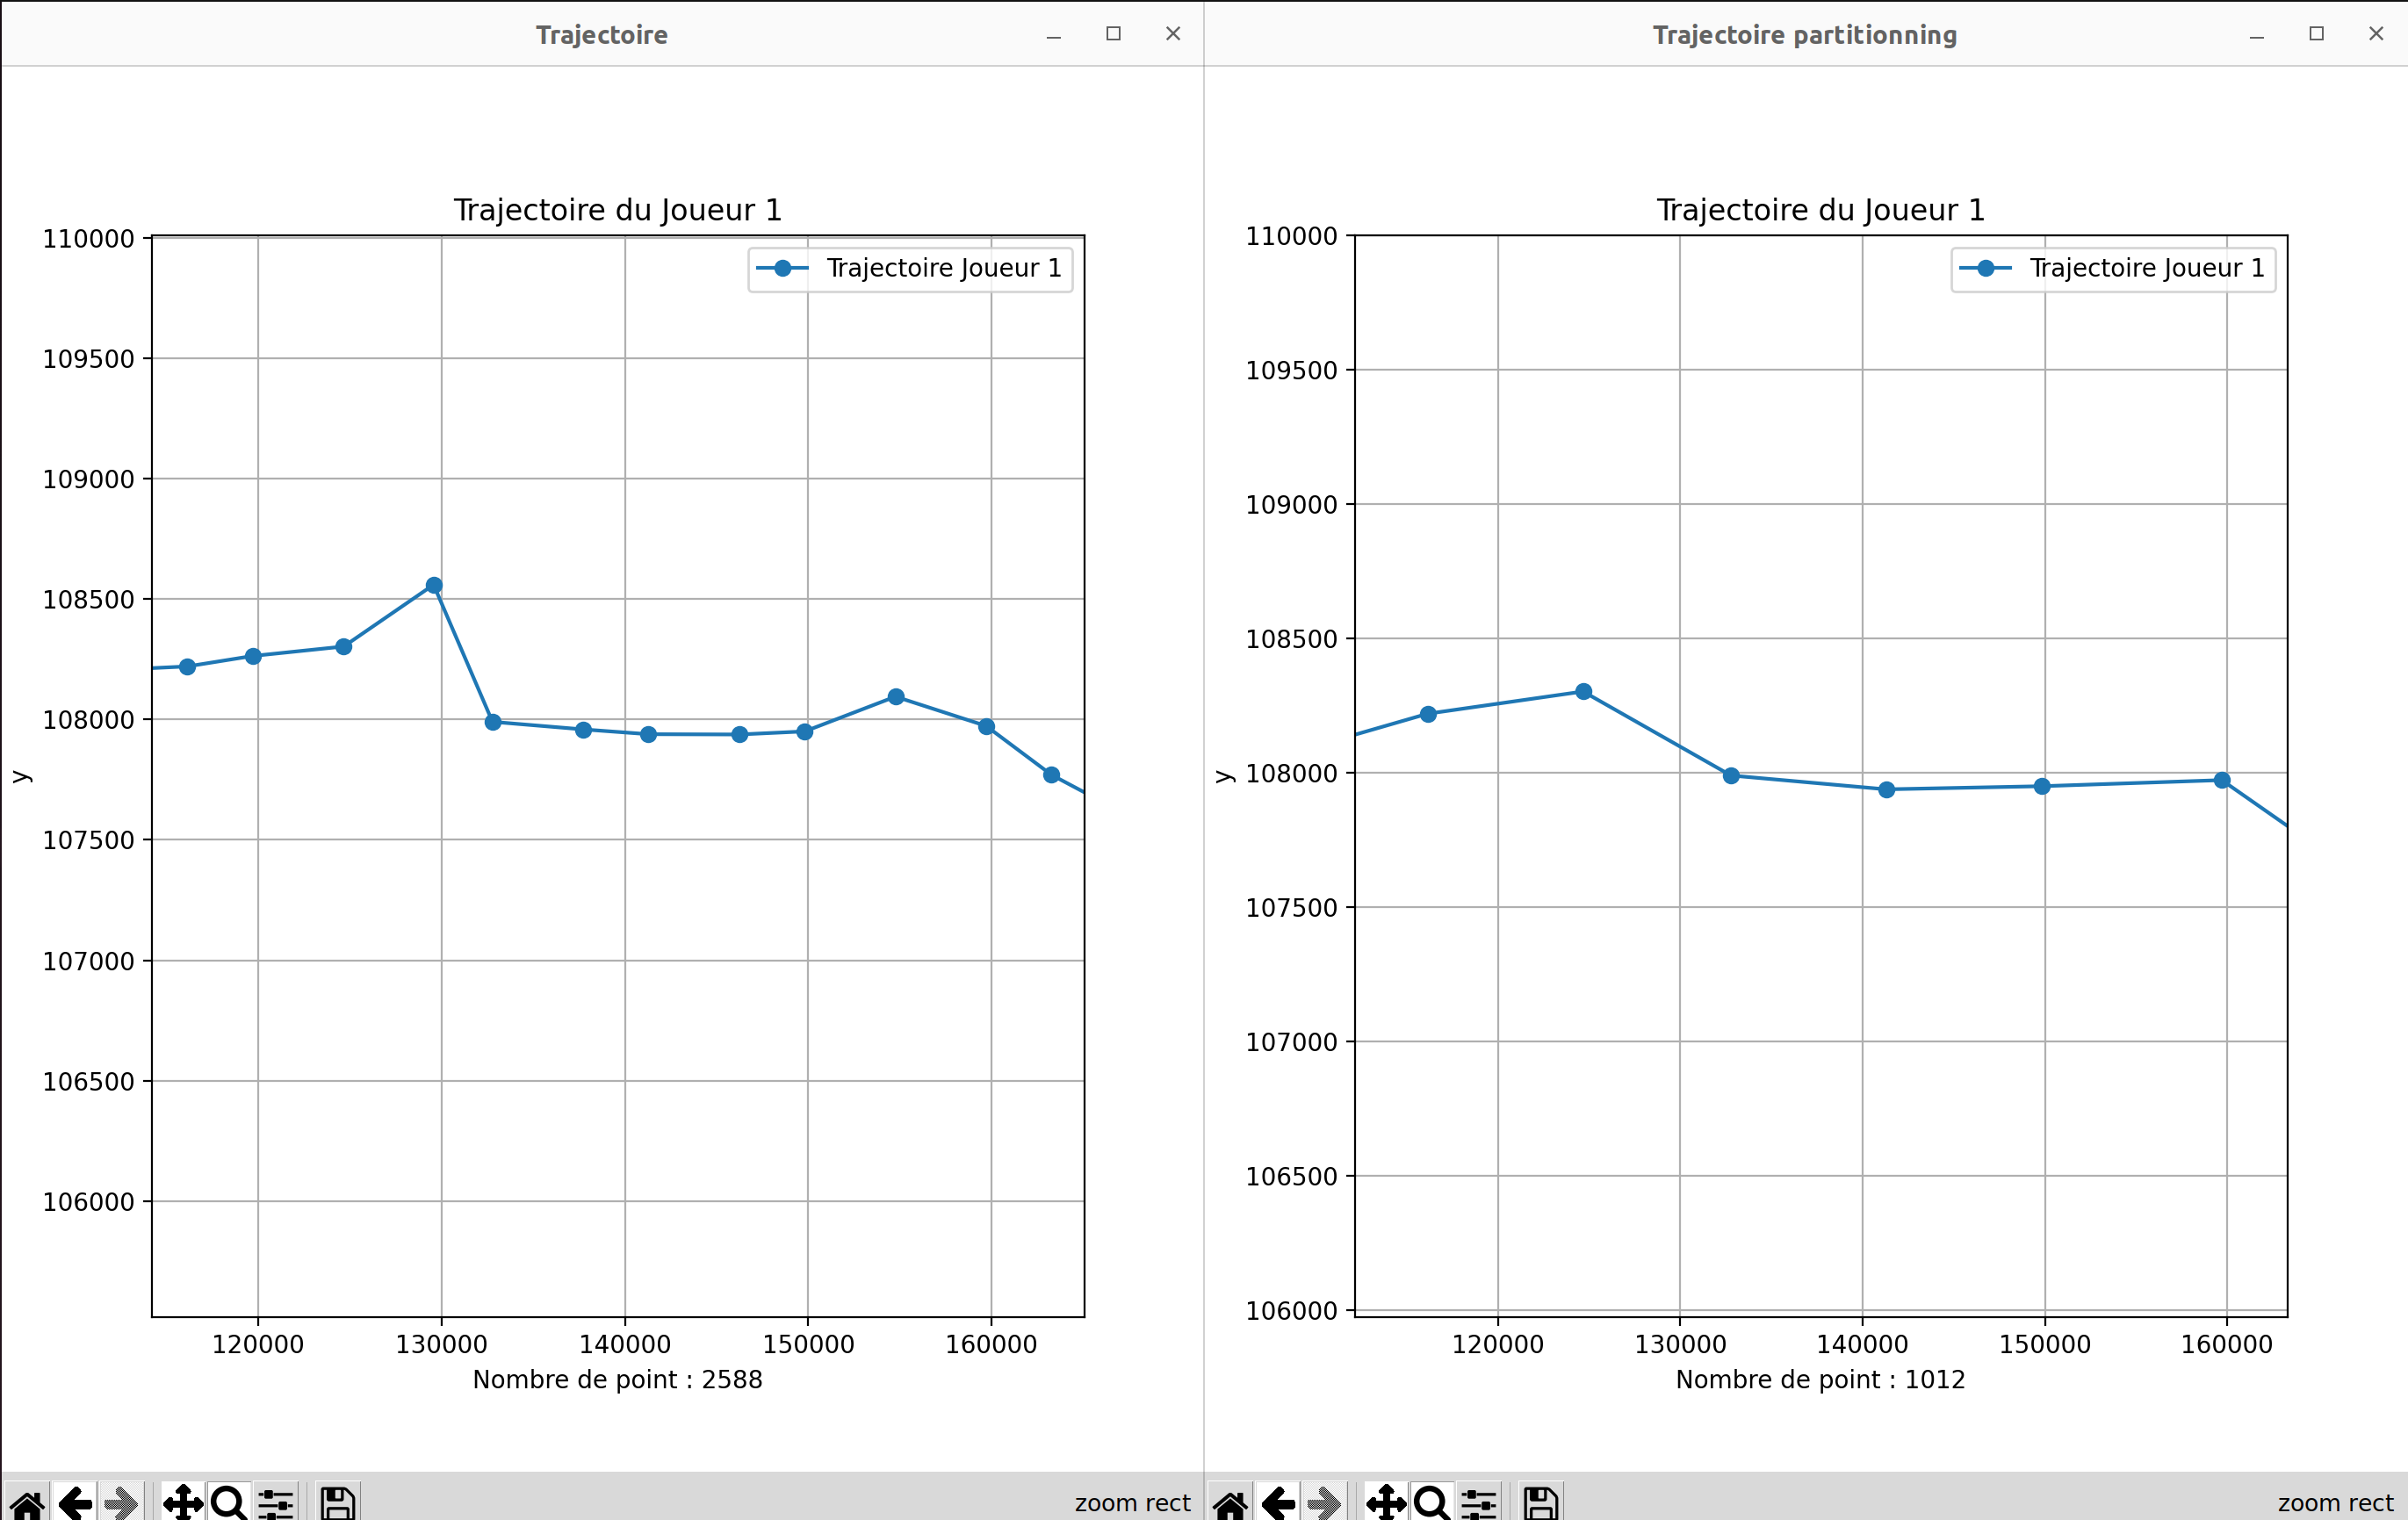 Trajectoire
Trajectoire du Joueur 1
Trajectoire Joueur 1
110000
109500
109000
108500
108000
107500
107000
106500
106000
y
120000 130000 140000 150000 160000
Nombre de point : 2588
zoom rect
Trajectoire partitionning
Trajectoire du Joueur 1
Trajectoire Joueur 1
110000
109500
109000
108500
108000
107500
107000
106500
106000
y
120000 130000 140000 150000 160000
Nombre de point : 1012
zoom rect